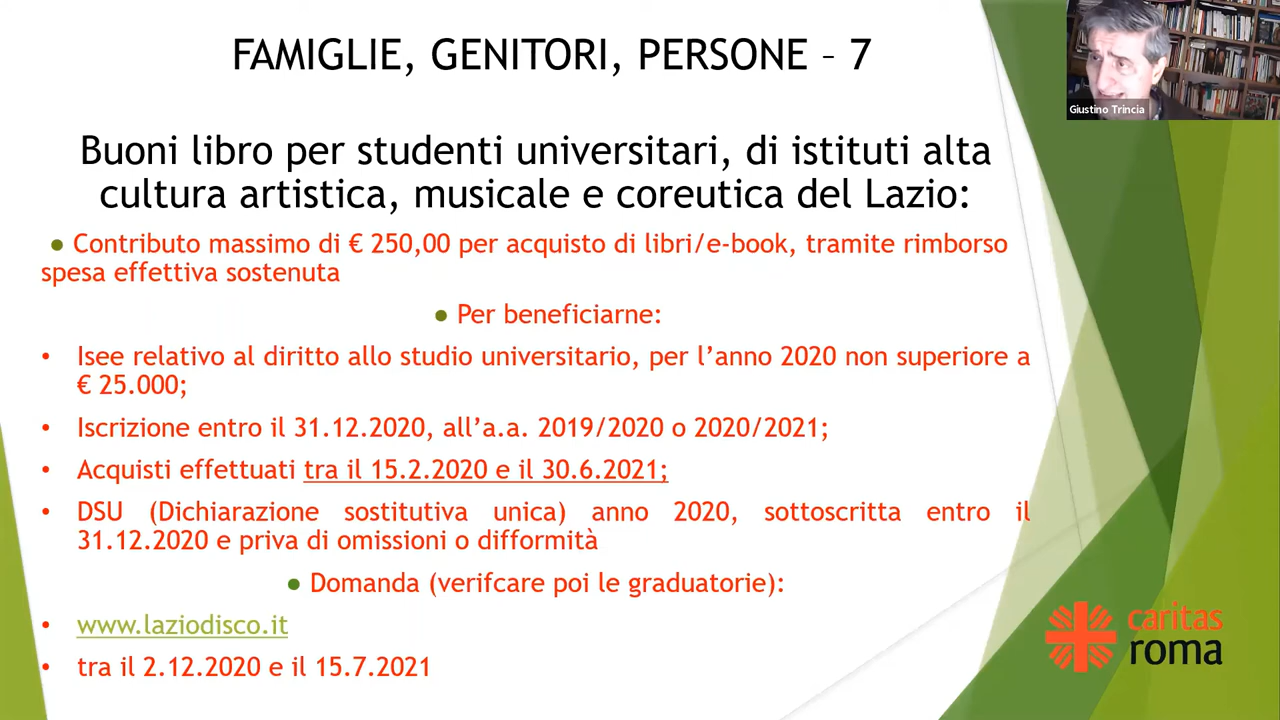 FAMIGLIE, GENITORI, PERSONE – 7
Giustino Trincia
Buoni libro per studenti universitari, di istituti alta
cultura artistica, musicale e coreutica del Lazio:
● Contributo massimo di € 250,00 per acquisto di libri/e-book, tramite rimborso
spesa effettiva sostenuta
● Per beneficiarne:
• Isee relativo al diritto allo studio universitario, per l’anno 2020 non superiore a
€ 25.000;
• Iscrizione entro il 31.12.2020, all’a.a. 2019/2020 o 2020/2021;
• Acquisti effettuati tra il 15.2.2020 e il 30.6.2021;
• DSU (Dichiarazione sostitutiva unica) anno 2020, sottoscritta entro il
31.12.2020 e priva di omissioni o difformità
● Domanda (verifcare poi le graduatorie):
• www.laziodisco.it
• tra il 2.12.2020 e il 15.7.2021
caritas
roma